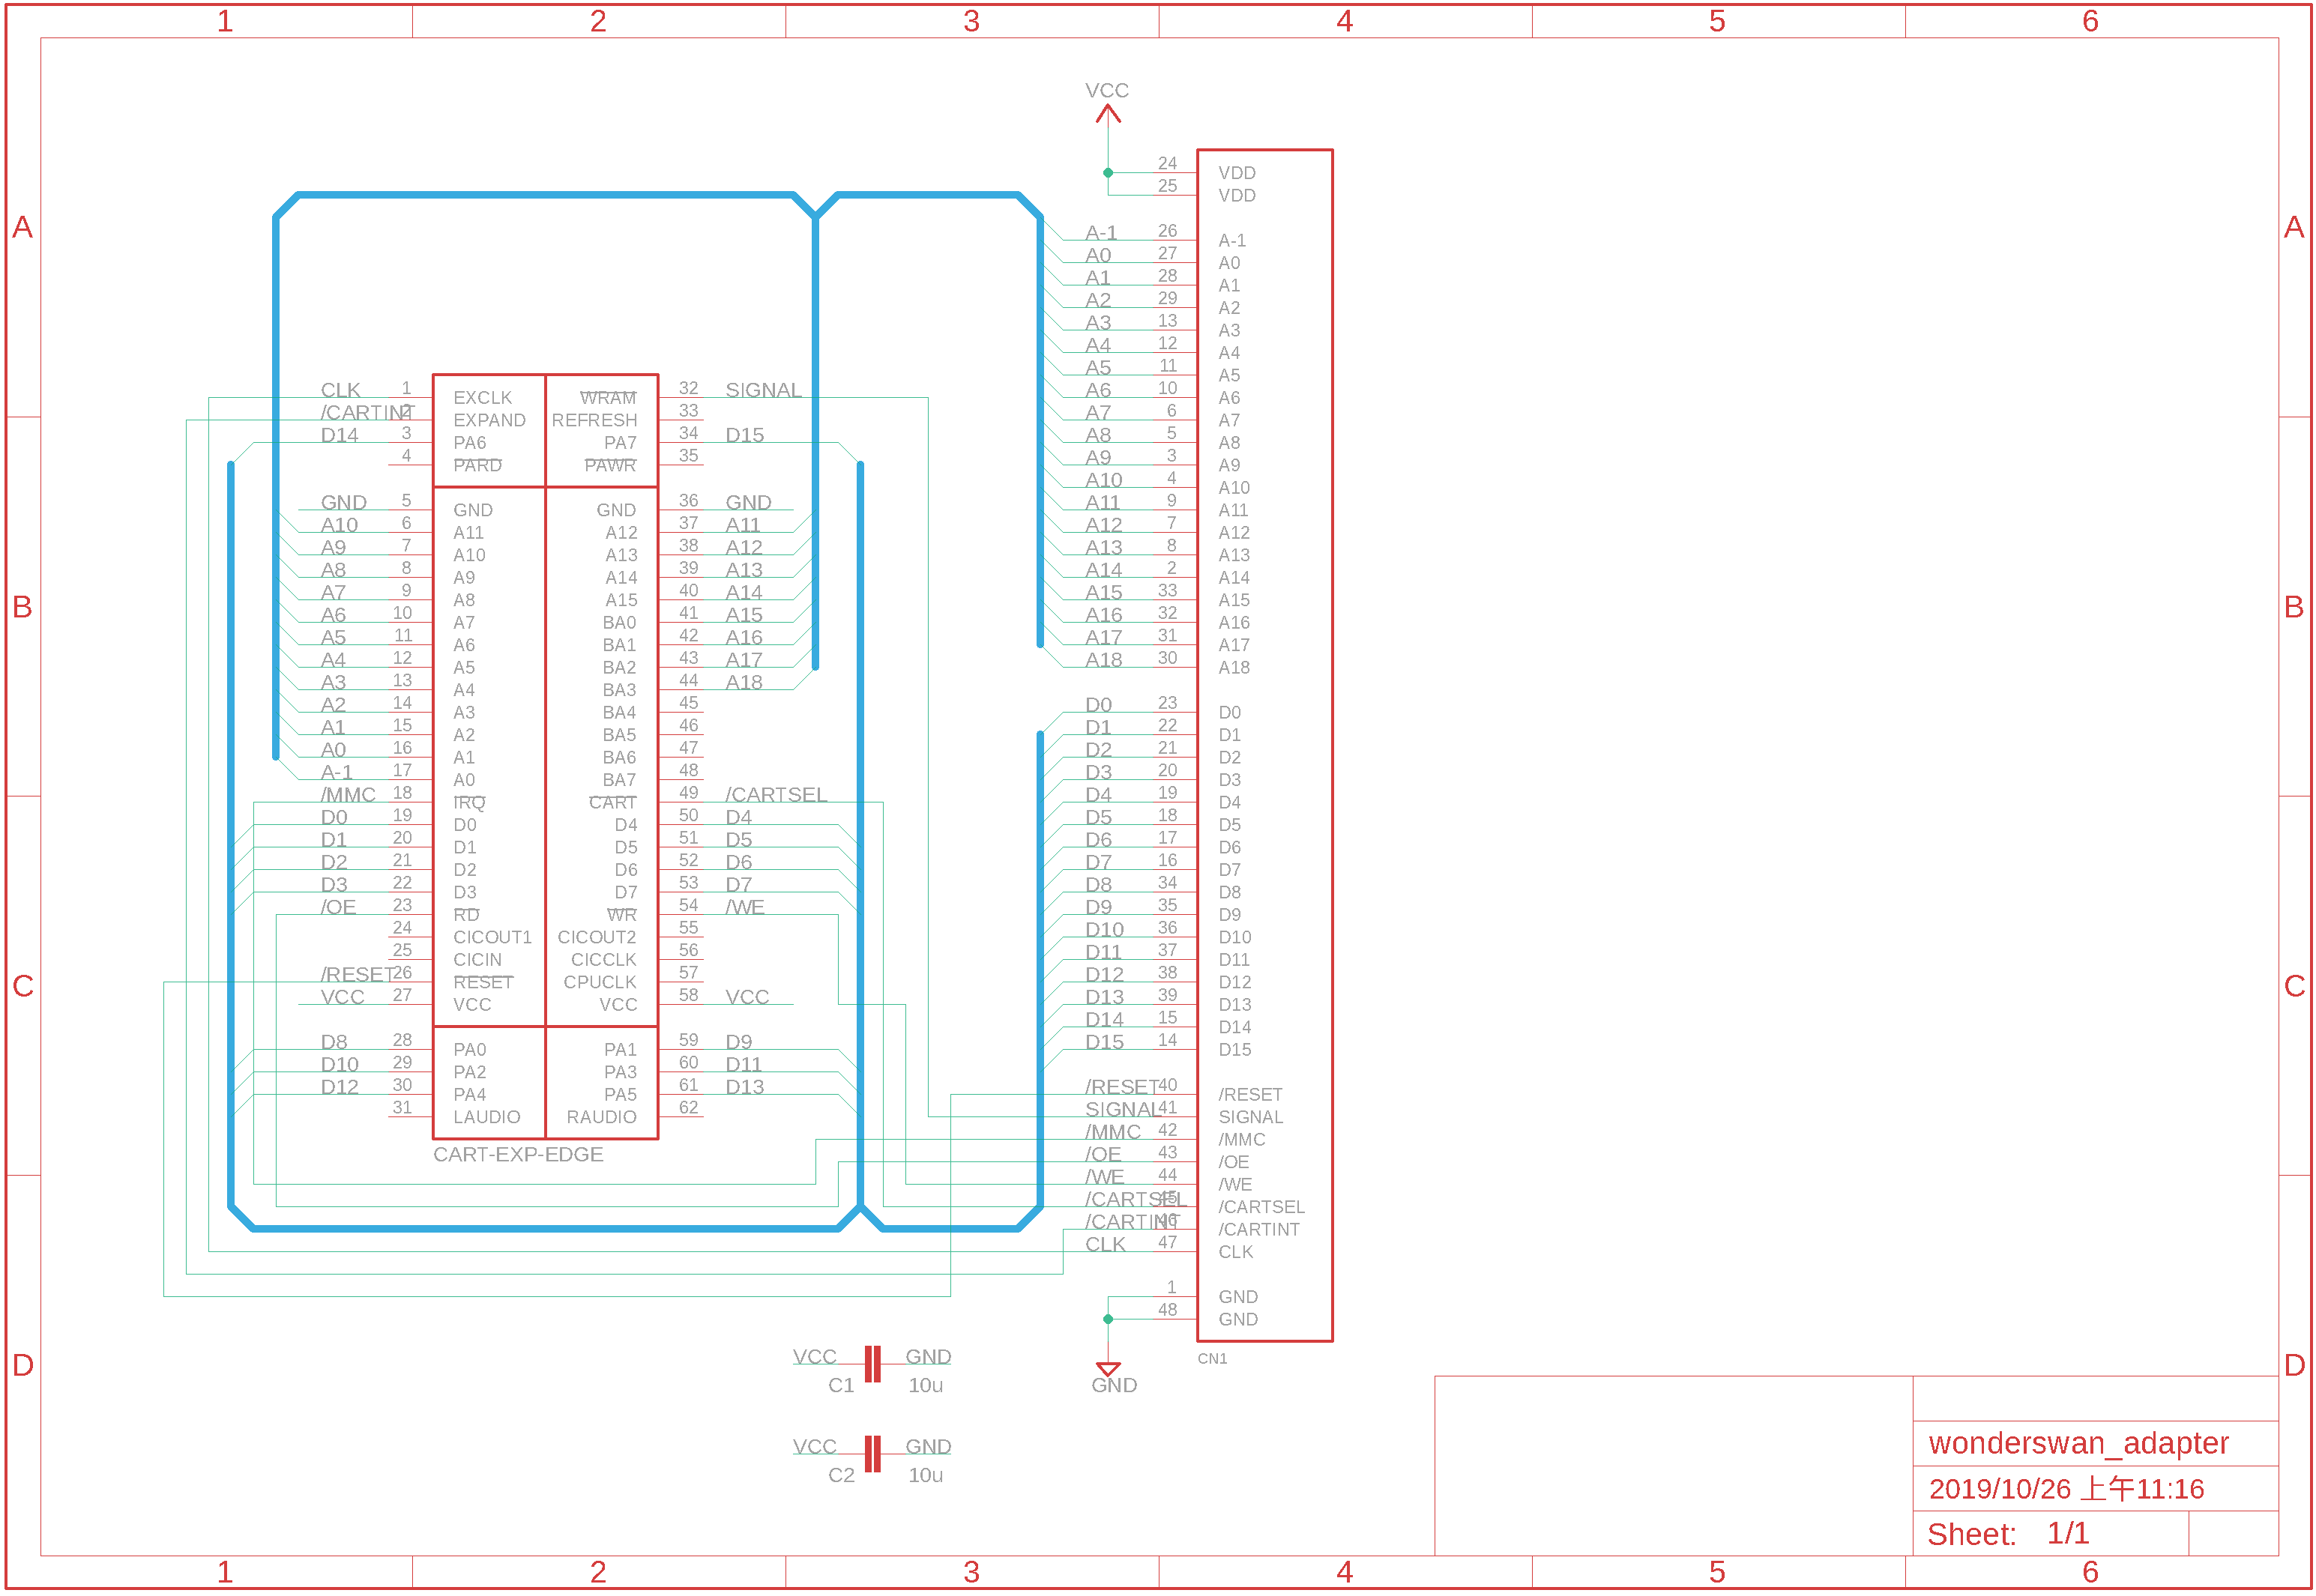 1 2 3 4 5 6
A A
B B
C C
D D
VCC
24 VDD
25 VDD
A-1 26 A-1
A0 27 A0
A1 28 A1
A2 29 A2
A3 13 A3
A4 12 A4
A5 11 A5
A6 10 A6
A7 6 A7
A8 5 A8
A9 3 A9
A10 4 A10
A11 9 A11
A12 7 A12
A13 8 A13
A14 2 A14
A15 33 A15
A16 32 A16
A17 31 A17
A18 30 A18
D0 23 D0
D1 22 D1
D2 21 D2
D3 20 D3
D4 19 D4
D5 18 D5
D6 17 D6
D7 16 D7
D8 34 D8
D9 35 D9
D10 36 D10
D11 37 D11
D12 38 D12
D13 39 D13
D14 15 D14
D15 14 D15
/RESET 40 /RESET
SIGNAL 41 SIGNAL
/MMC 42 /MMC
/OE 43 /OE
/WE 44 /WE
/CARTSEL 45 /CARTSEL
/CARTINT 46 /CARTINT
CLK 47 CLK
1 GND
48 GND
GND
CN1
CLK 1 EXCLK WRAM 32 SIGNAL
/CARTINT 2 EXPAND REFRESH 33
D14 3 PA6 PA7 34 D15
4 PARD PAWR 35
GND 5 GND GND 36 GND
A10 6 A11 A12 37 A11
A9 7 A10 A13 38 A12
A8 8 A9 A14 39 A13
A7 9 A8 A15 40 A14
A6 10 A7 BA0 41 A15
A5 11 A6 BA1 42 A16
A4 12 A5 BA2 43 A17
A3 13 A4 BA3 44 A18
A2 14 A3 BA4 45
A1 15 A2 BA5 46
A0 16 A1 BA6 47
A-1 17 A0 BA7 48
/MMC 18 IRQ CART 49 /CARTSEL
D0 19 D0 D4 50 D4
D1 20 D1 D5 51 D5
D2 21 D2 D6 52 D6
D3 22 D3 D7 53 D7
/OE 23 RD WR 54 /WE
24 CICOUT1 CICOUT2 55
25 CICIN CICCLK 56
/RESET 26 RESET CPUCLK 57
VCC 27 VCC VCC 58 VCC
D8 28 PA0 PA1 59 D9
D10 29 PA2 PA3 60 D11
D12 30 PA4 PA5 61 D13
31 LAUDIO RAUDIO 62
CART-EXP-EDGE
VCC GND
C1 10u
VCC GND
C2 10u
wonderswan_adapter
2019/10/26 上午11:16
Sheet: 1/1
1 2 3 4 5 6